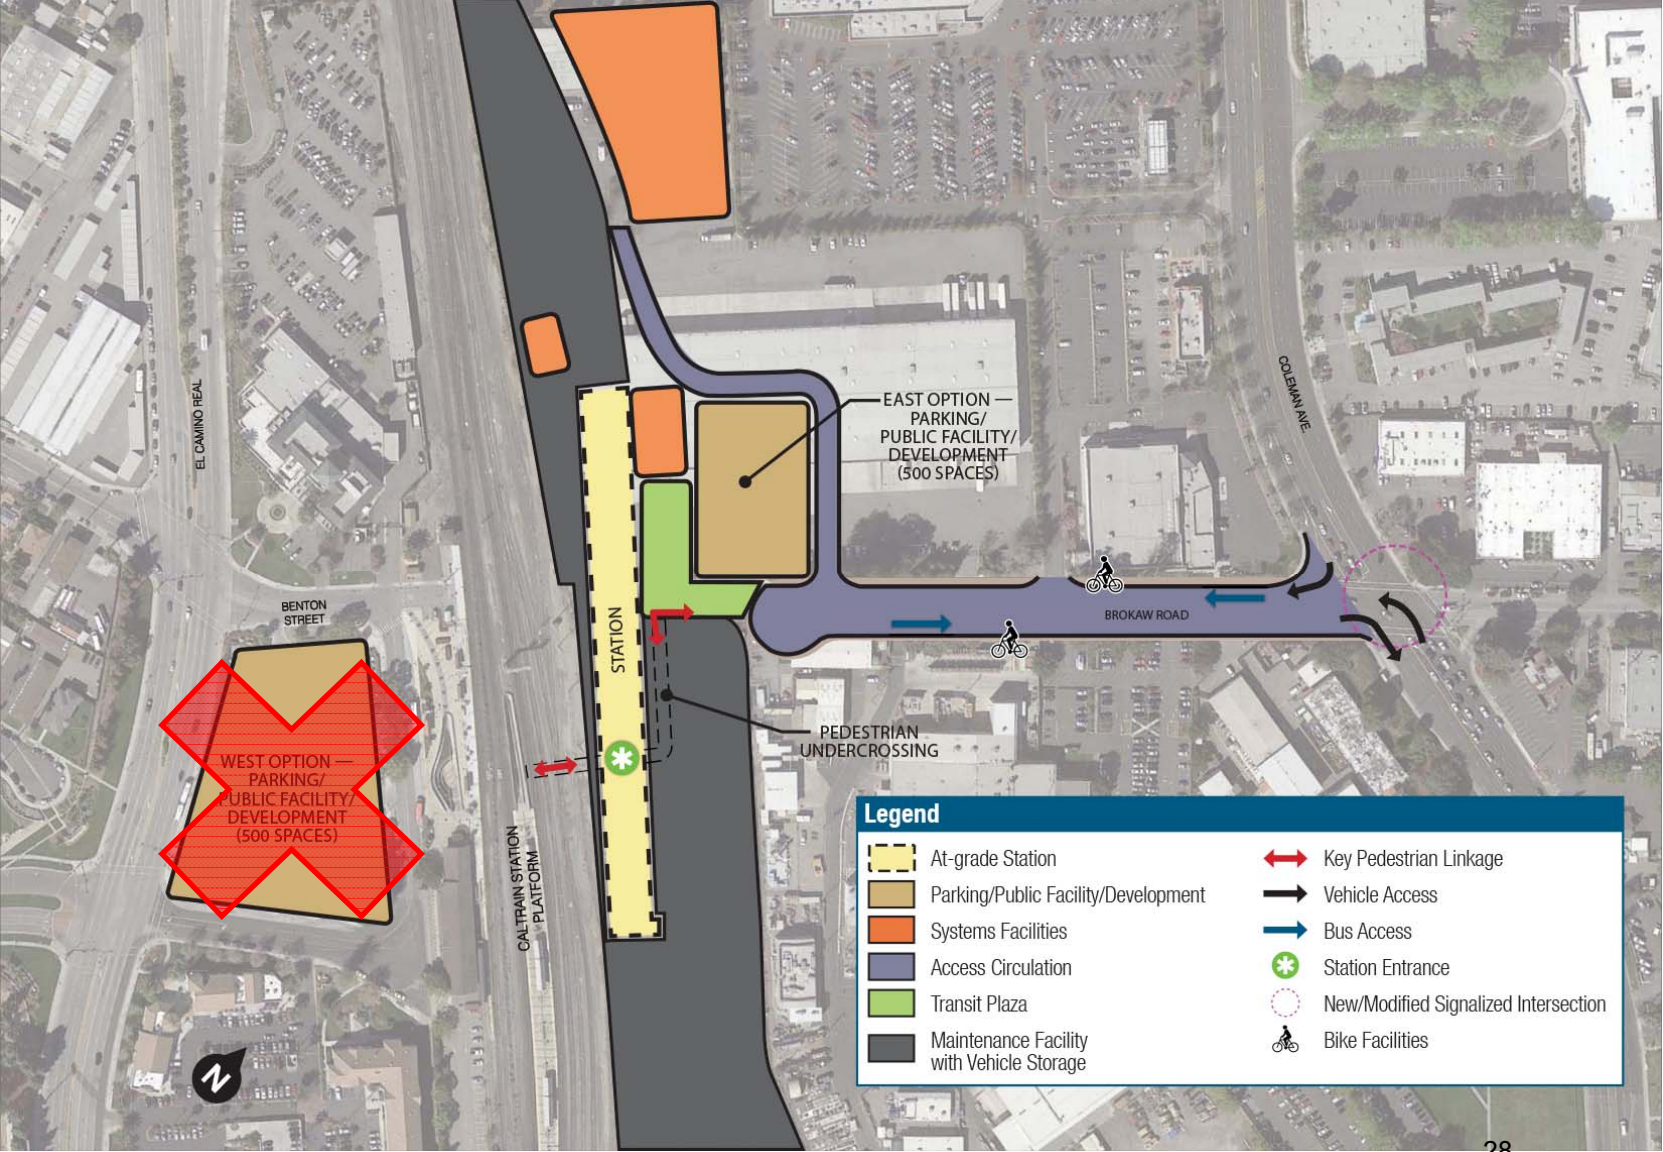 EAST OPTION —
PARKING/
PUBLIC FACILITY/
DEVELOPMENT
(500 SPACES)
EL CAMINO REAL
COLEMAN AVE.
BENTON
STREET
STATION
BROKAW ROAD
PEDESTRIAN
UNDERCROSSING
WEST OPTION —
PARKING/
PUBLIC FACILITY/
DEVELOPMENT
(500 SPACES)
CALTRAIN STATION
PLATFORM
N
Legend
At-grade Station
Parking/Public Facility/Development
Systems Facilities
Access Circulation
Transit Plaza
Maintenance Facility
with Vehicle Storage
Key Pedestrian Linkage
Vehicle Access
Bus Access
Station Entrance
New/Modified Signalized Intersection
Bike Facilities
28